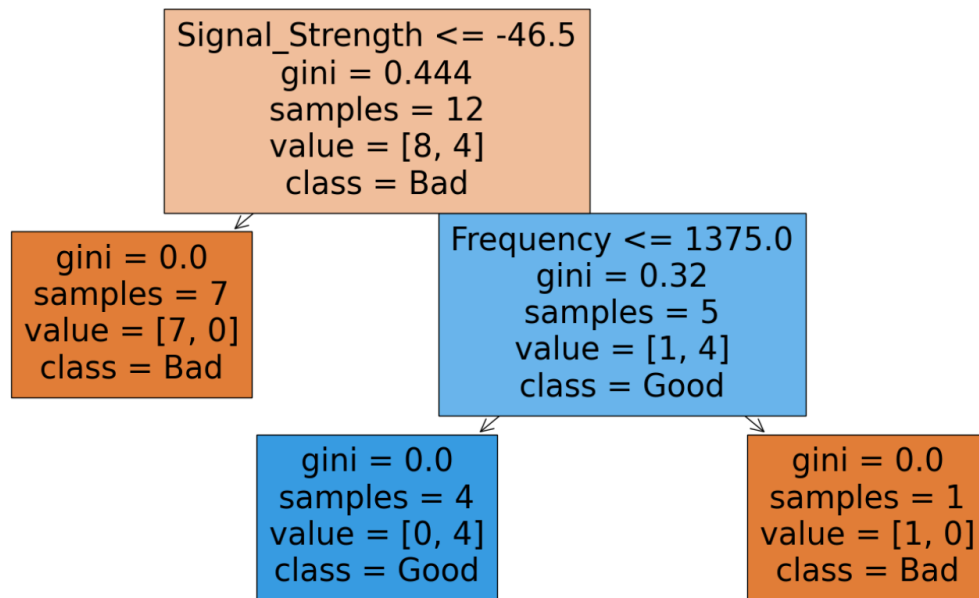 Signal_Strength <= -46.5
gini = 0.444
samples = 12
value = [8, 4]
class = Bad
gini = 0.0
samples = 7
value = [7, 0]
class = Bad
Frequency <= 1375.0
gini = 0.32
samples = 5
value = [1, 4]
class = Good
gini = 0.0
samples = 4
value = [0, 4]
class = Good
gini = 0.0
samples = 1
value = [1, 0]
class = Bad